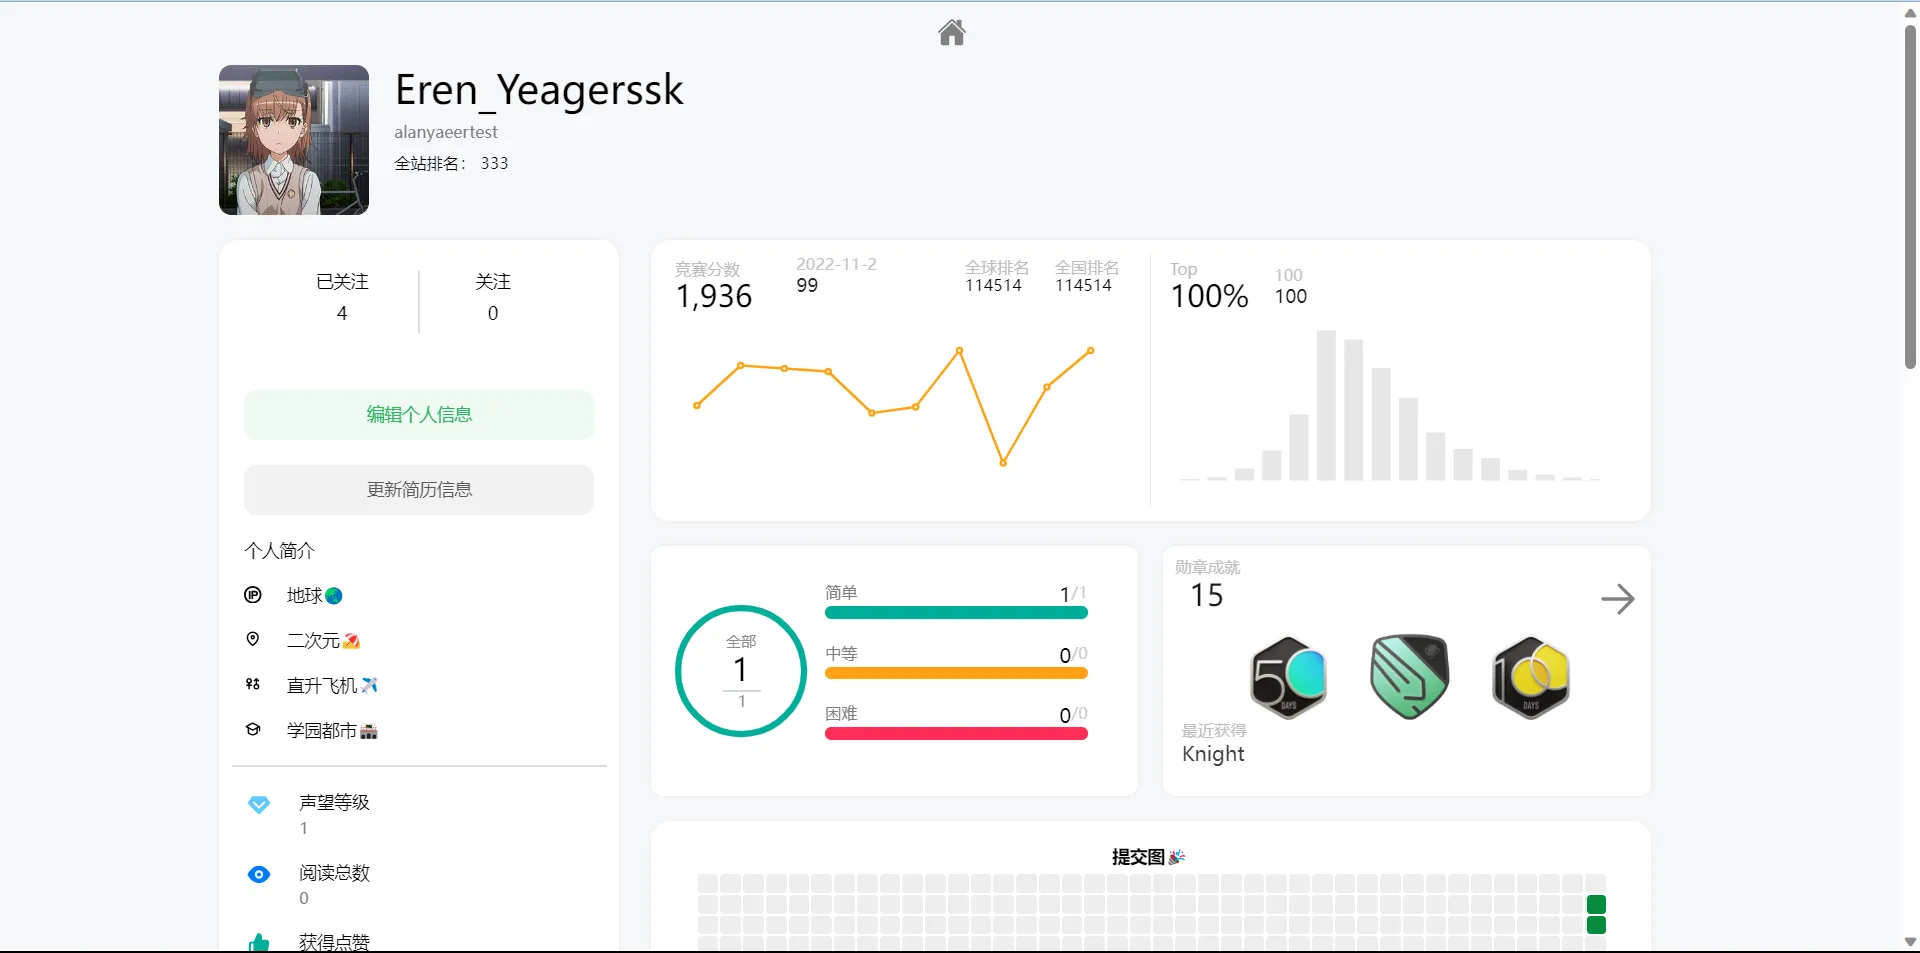 Eren_Yeagerssk
alanyaeertest
全站排名： 333
已关注
4
关注
0
编辑个人信息
更新简历信息
个人简介
IP 地球🌏
二次元🏖️
直升飞机✈️
学园都市🏯
声望等级
1
阅读总数
0
获得点赞
竞赛分数
1,936
2022-11-2
99
全球排名
114514
全国排名
114514
Top
100%
100
100
全部
1
1
简单 1/1
中等 0/0
困难 0/0
勋章成就
15
50
DAYS
100
DAYS
最近获得
Knight
提交图🎉